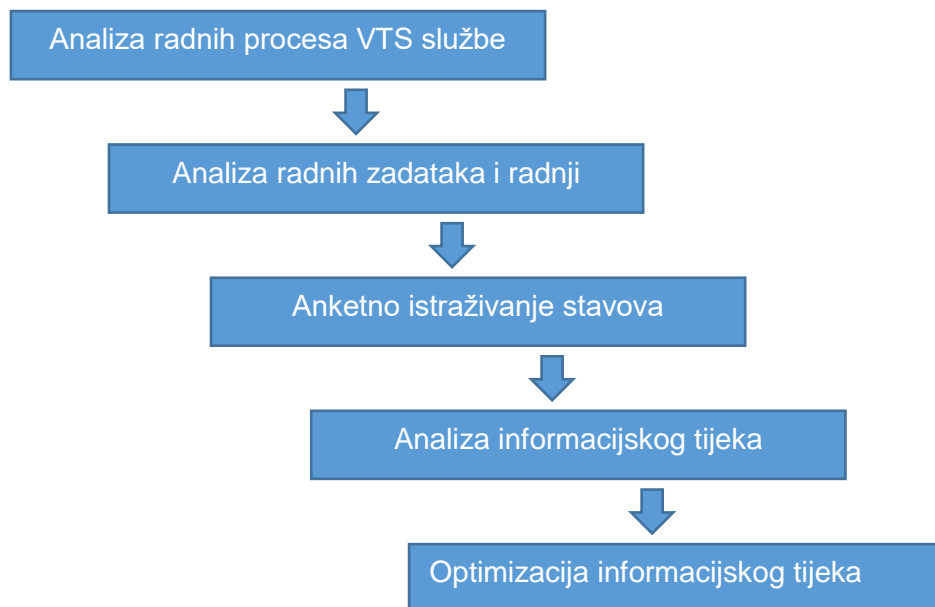 Analiza radnih procesa VTS službe
Analiza radnih zadataka i radnji
Anketno istraživanje stavova
Analiza informacijskog tijeka
Optimizacija informacijskog tijeka